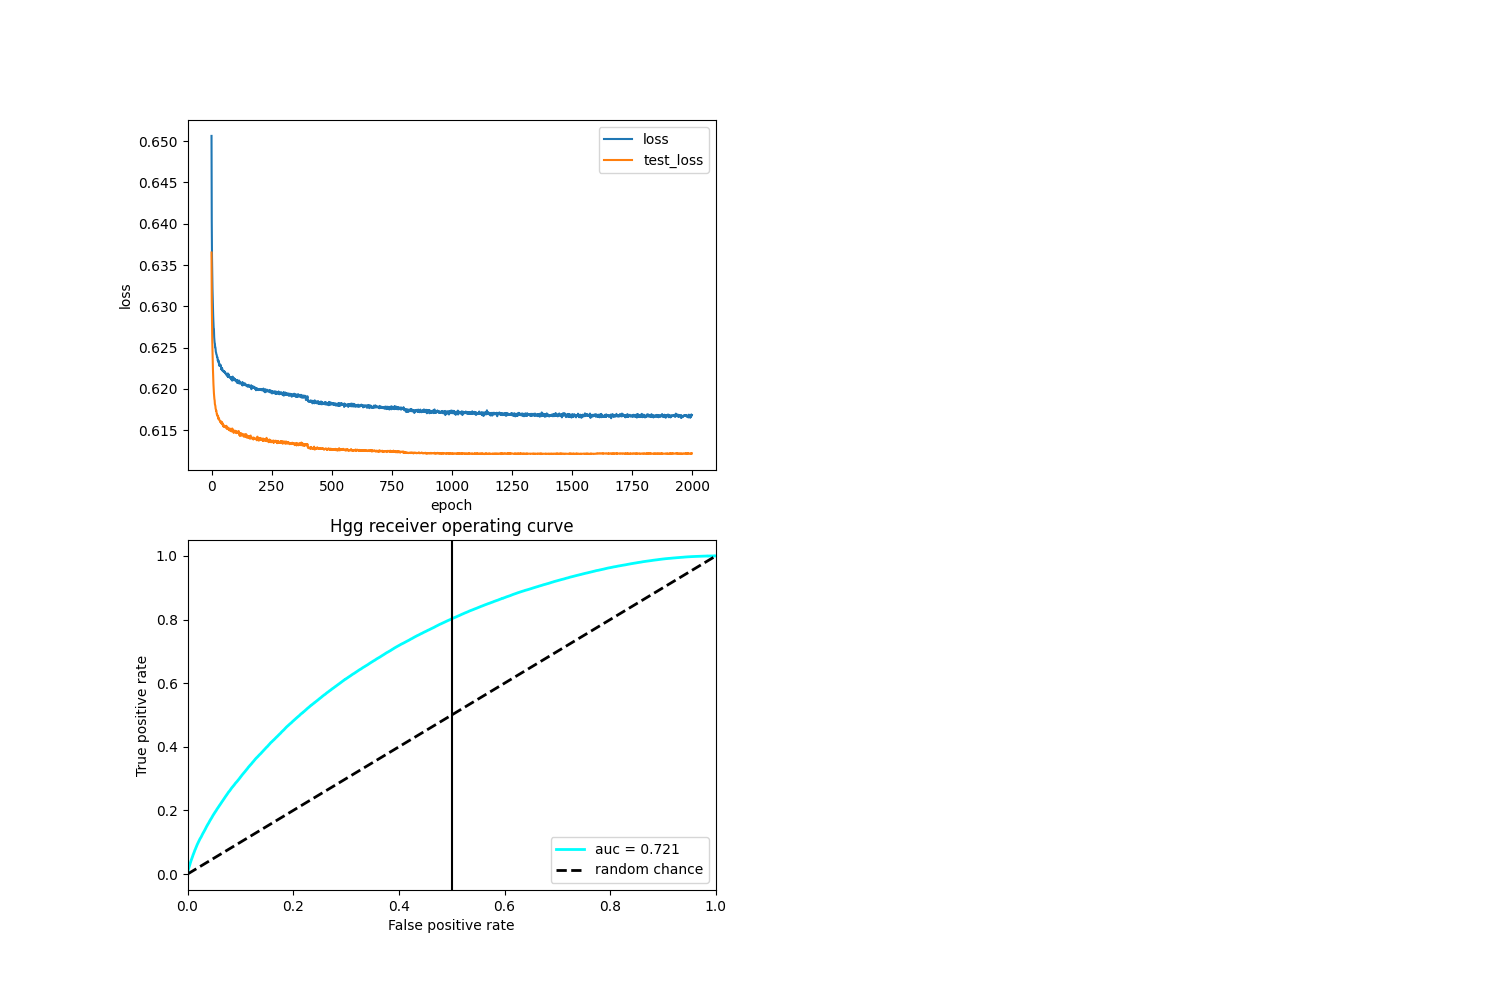 0.650
0.645
0.640
0.635
0.630
0.625
0.620
0.615
loss
loss
test_loss
0 250 500 750 1000 1250 1500 1750 2000
epoch
Hgg receiver operating curve
1.0
0.8
0.6
0.4
0.2
0.0
True positive rate
auc = 0.721
random chance
0.0 0.2 0.4 0.6 0.8 1.0
False positive rate